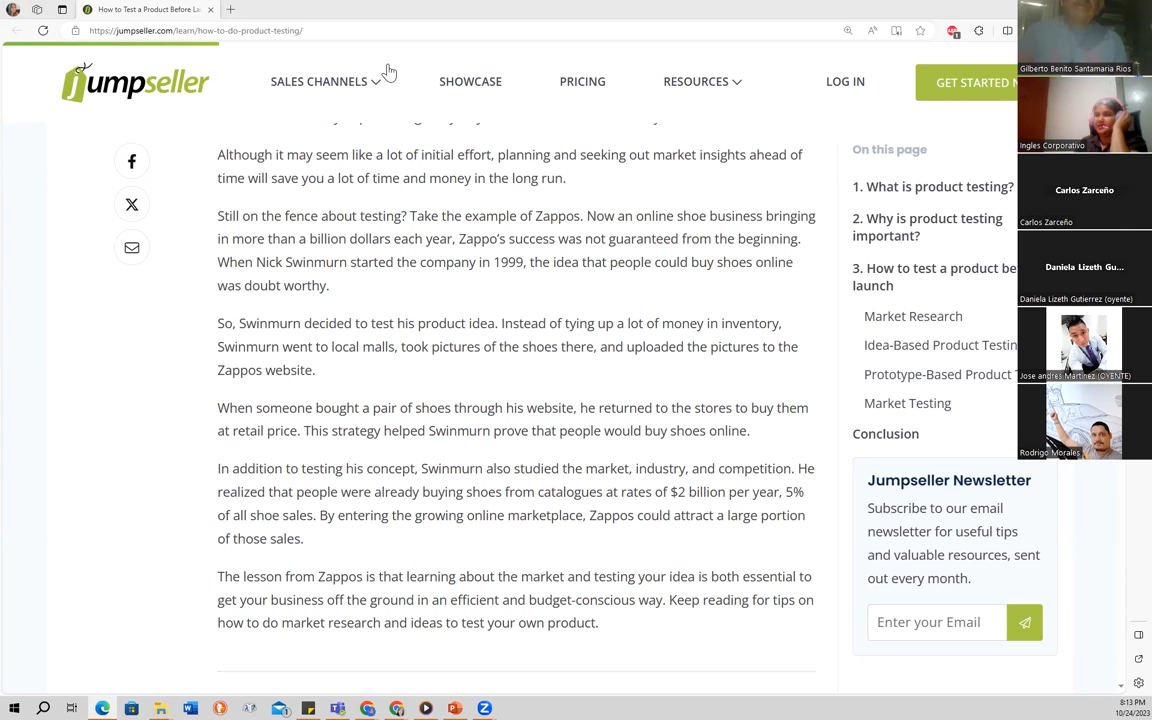 How to Test a Product Before La
https://jumpseller.com/learn/how-to-do-product-testing/
jumpseller
SALES CHANNELS
SHOWCASE
PRICING
RESOURCES
LOG IN
GET STARTED N
Although it may seem like a lot of initial effort, planning and seeking out market insights ahead of
time will save you a lot of time and money in the long run.
Still on the fence about testing? Take the example of Zappos. Now an online shoe business bringing
in more than a billion dollars each year, Zappo's success was not guaranteed from the beginning.
When Nick Swinmurn started the company in 1999, the idea that people could buy shoes online
was doubt worthy.
So, Swinmurn decided to test his product idea. Instead of tying up a lot of money in inventory,
Swinmurn went to local malls, took pictures of the shoes there, and uploaded the pictures to the
Zappos website.
When someone bought a pair of shoes through his website, he returned to the stores to buy them
at retail price. This strategy helped Swinmurn prove that people would buy shoes online.
In addition to testing his concept, Swinmurn also studied the market, industry, and competition. He
realized that people were already buying shoes from catalogues at rates of $2 billion per year, 5%
of all shoe sales. By entering the growing online marketplace, Zappos could attract a large portion
of those sales.
The lesson from Zappos is that learning about the market and testing your idea is both essential to
get your business off the ground in an efficient and budget-conscious way. Keep reading for tips on
how to do market research and ideas to test your own product.
On this page
1. What is product testing?
2. Why is product testing
important?
3. How to test a product be
launch
Market Research
Idea-Based Product Testin
Prototype-Based Product T
Market Testing
Conclusion
Jumpseller Newsletter
Subscribe to our email
newsletter for useful tips
and valuable resources, sent
out every month.
Enter your Email
Gilberto Benito Santamaria Rios
Ingles Corporativo
Carlos Zarceño
Carlos Zarceño
Daniela Lizeth Gu...
Daniela Lizeth Gutierrez (oyente)
Jose andres Martinez (OYENTE)
Rodrigo Morales
8:13 PM
10/24/2023